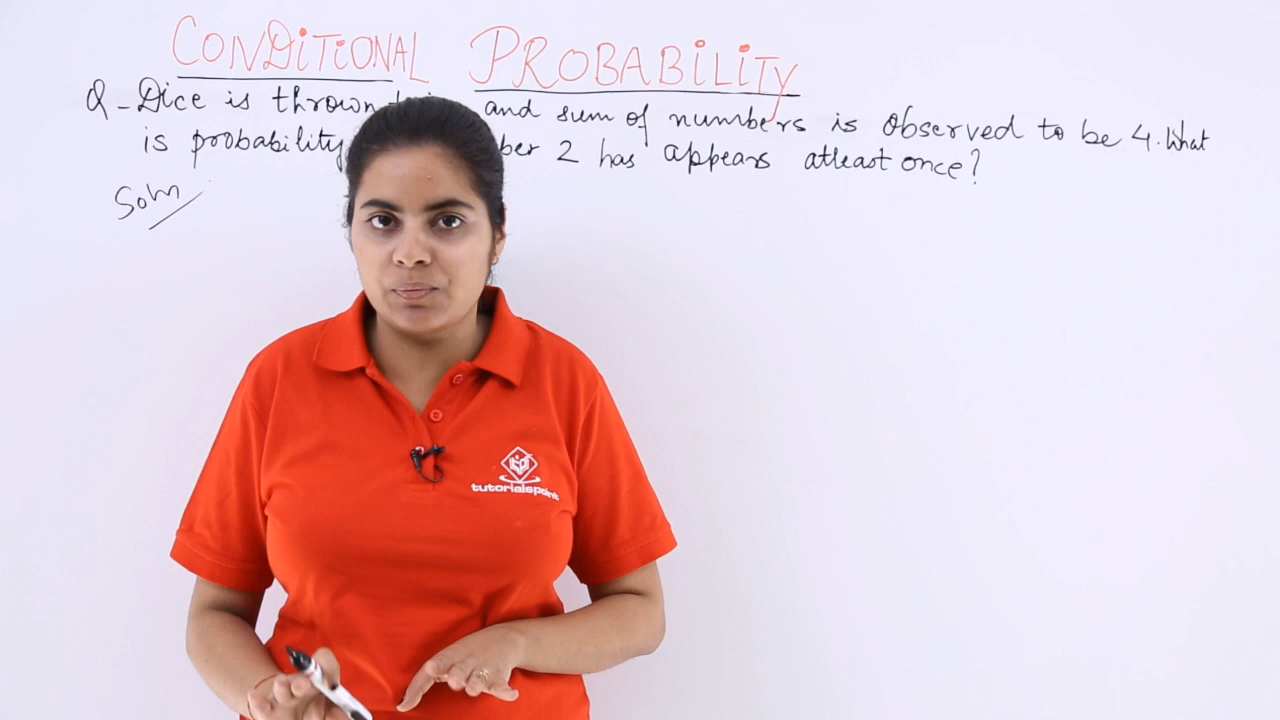 CONDITIONAL PROBABILITY
Q - Dice is thrown and sum of numbers is observed to be 4. What
is probability 2 has appears atleast once?
Soln
tutorialspoint